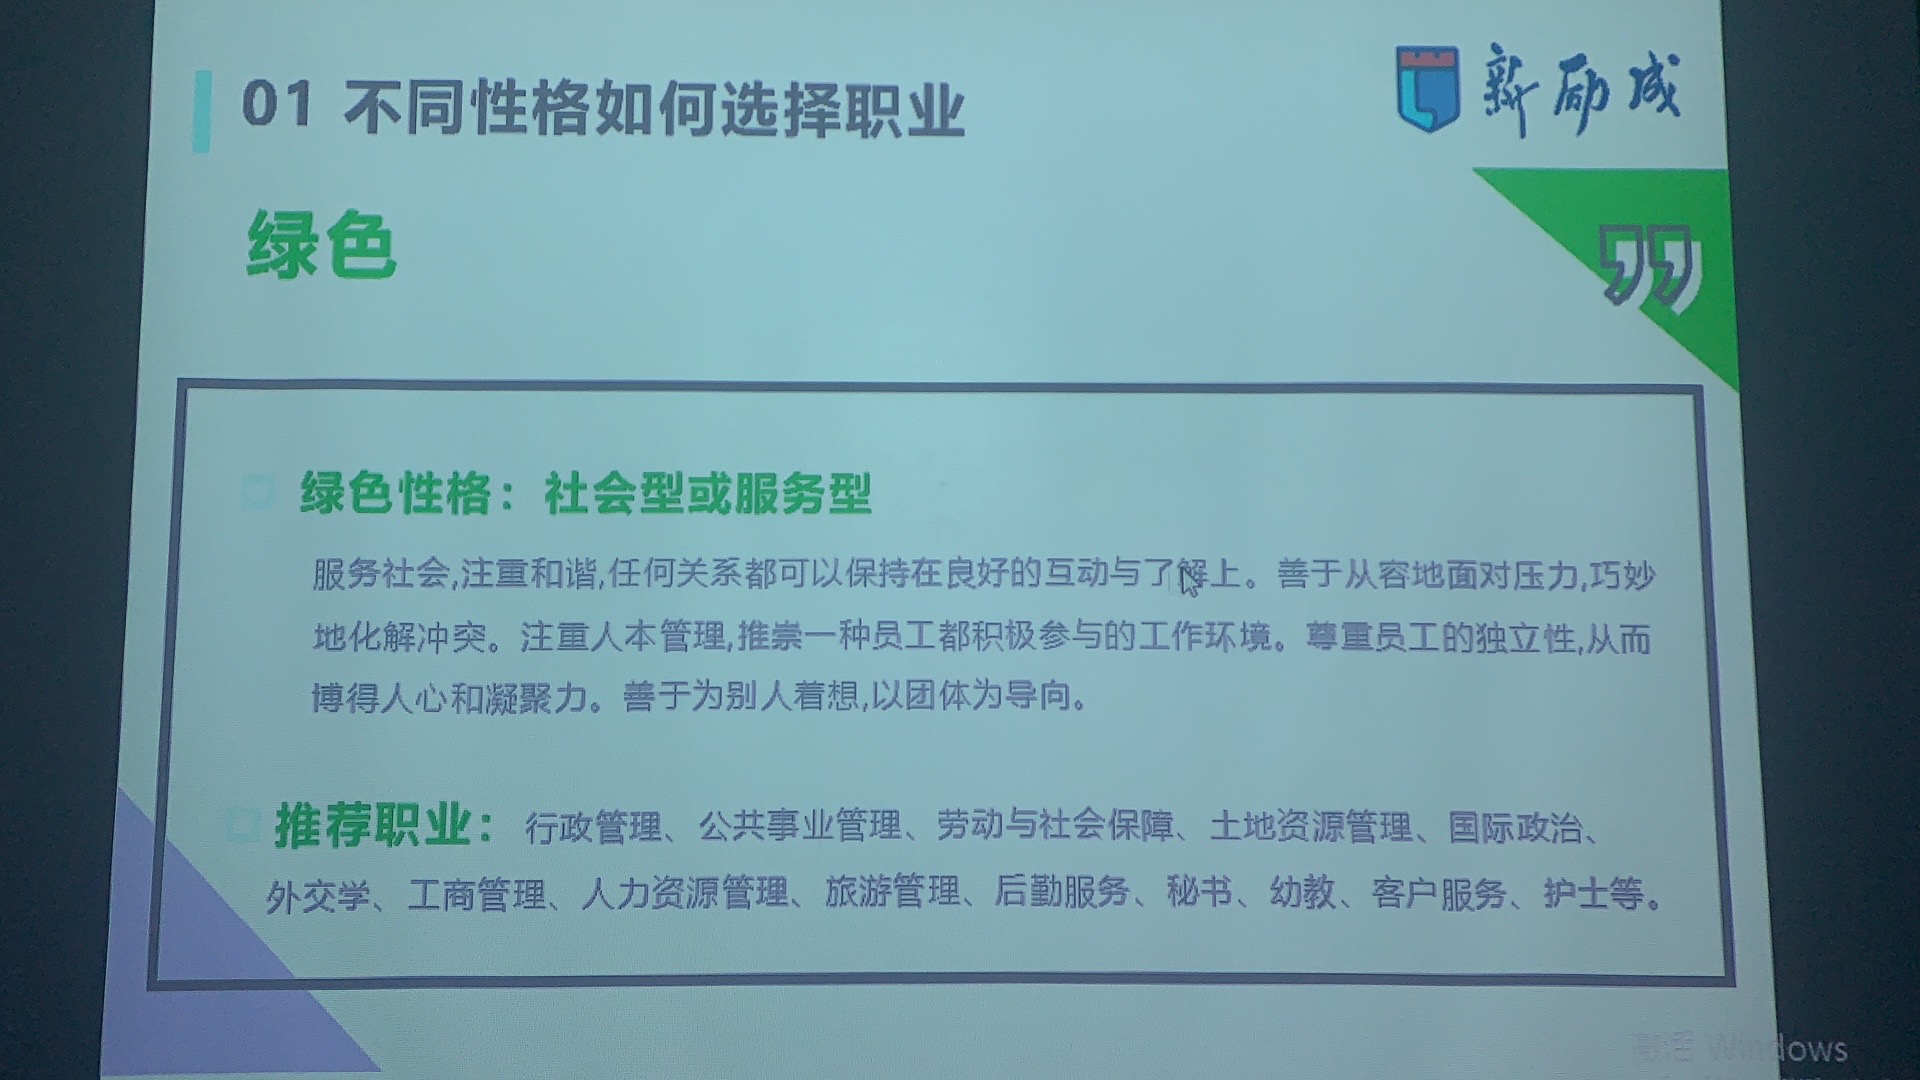 01 不同性格如何选择职业
新励成
绿色
绿色性格：社会型或服务型
服务社会,注重和谐,任何关系都可以保持在良好的互动与了解上。善于从容地面对压力,巧妙
地化解冲突。注重人本管理,推崇一种员工都积极参与的工作环境。尊重员工的独立性,从而
博得人心和凝聚力。善于为别人着想,以团体为导向。
推荐职业：行政管理、公共事业管理、劳动与社会保障、土地资源管理、国际政治、
外交学、工商管理、人力资源管理、旅游管理、后勤服务、秘书、幼教、客户服务、护士等。
激活 Windows